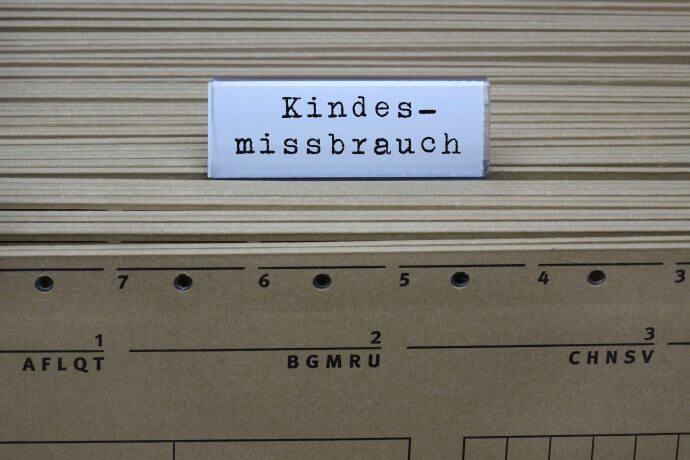 Kindes-
missbrauch
7 6 5 4 3
1 2 3
AFLQT BGMRU CHNSV